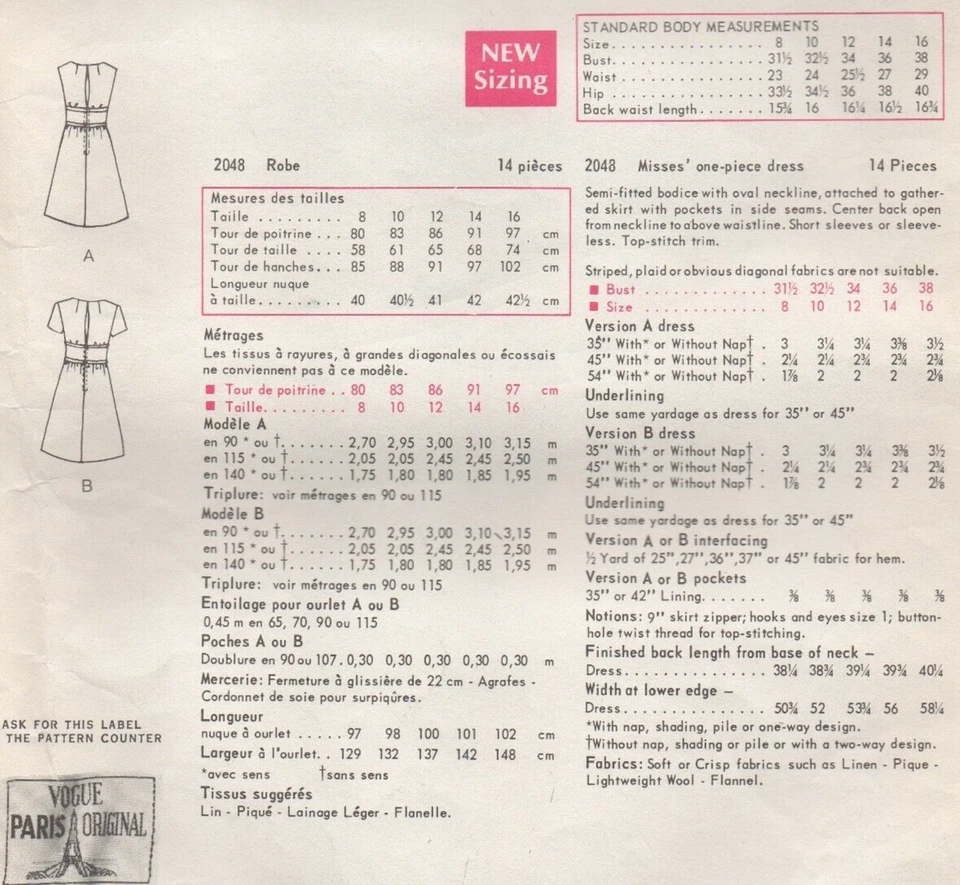 A
B
ASK FOR THIS LABEL
THE PATTERN COUNTER
VOGUE
PARIS ORIGINAL
NEW
Sizing
STANDARD BODY MEASUREMENTS
Size................ 8 10 12 14 16
Bust................ 31½ 32½ 34 36 38
Waist ............... 23 24 25½ 27 29
Hip ................ 33½ 34½ 36 38 40
Back waist length....... 15¾ 16 16¼ 16½ 16¾
2048 Robe 14 pièces
Mesures des tailles
Taille ......... 8 10 12 14 16
Tour de poitrine ... 80 83 86 91 97 cm
Tour de taille .... 58 61 65 68 74 cm
Tour de hanches... 85 88 91 97 102 cm
Longueur nuque
à taille......... 40 40½ 41 42 42½ cm
Métrages
Les tissus à rayures, à grandes diagonales ou écossais
ne conviennent pas à ce modèle.
■ Tour de poitrine .. 80 83 86 91 97 cm
■ Taille......... 8 10 12 14 16
Modèle A
en 90 * ou †....... 2,70 2,95 3,00 3,10 3,15 m
en 115 * ou †...... 2,05 2,05 2,45 2,45 2,50 m
en 140 * ou †...... 1,75 1,80 1,80 1,85 1,95 m
Triplure: voir métrages en 90 ou 115
Modèle B
en 90 * ou †....... 2,70 2,95 3,00 3,10 3,15 m
en 115 * ou †...... 2,05 2,05 2,45 2,45 2,50 m
en 140 * ou †...... 1,75 1,80 1,80 1,85 1,95 m
Triplure: voir métrages en 90 ou 115
Entoilage pour ourlet A ou B
0,45 m en 65, 70, 90 ou 115
Poches A ou B
Doublure en 90 ou 107. 0,30 0,30 0,30 0,30 0,30 m
Mercerie: Fermeture à glissière de 22 cm - Agrafes -
Cordonnet de soie pour surpiqûres.
Longueur
nuque à ourlet ..... 97 98 100 101 102 cm
Largeur à l'ourlet. . 129 132 137 142 148 cm
*avec sens †sans sens
Tissus suggérés
Lin - Piqué - Lainage Léger - Flanelle.
2048 Misses' one-piece dress 14 Pieces
Semi-fitted bodice with oval neckline, attached to gather-
ed skirt with pockets in side seams. Center back open
from neckline to above waistline. Short sleeves or sleeve-
less. Top-stitch trim.
Striped, plaid or obvious diagonal fabrics are not suitable.
■ Bust ............ 31½ 32½ 34 36 38
■ Size ............. 8 10 12 14 16
Version A dress
35'' With* or Without Nap† . 3 3¼ 3¼ 3⅜ 3½
45'' With* or Without Nap† . 2¼ 2¼ 2¾ 2¾ 2¾
54'' With* or Without Nap† . 1⅞ 2 2 2 2⅛
Underlining
Use same yardage as dress for 35'' or 45''
Version B dress
35'' With* or Without Nap† . 3 3¼ 3¼ 3⅜ 3½
45'' With* or Without Nap† . 2¼ 2¼ 2¾ 2¾ 2¾
54'' With* or Without Nap† . 1⅞ 2 2 2 2⅛
Underlining
Use same yardage as dress for 35'' or 45''
Version A or B interfacing
½ Yard of 25'',27'',36'',37'' or 45'' fabric for hem.
Version A or B pockets
35'' or 42'' Lining....... ⅜ ⅜ ⅜ ⅜ ⅜
Notions: 9'' skirt zipper; hooks and eyes size 1; button-
hole twist thread for top-stitching.
Finished back length from base of neck –
Dress............... 38¼ 38¾ 39¼ 39¾ 40¼
Width at lower edge –
Dress............... 50¾ 52 53¾ 56 58¼
*With nap, shading, pile or one-way design.
†Without nap, shading or pile or with a two-way design.
Fabrics: Soft or Crisp fabrics such as Linen - Pique -
Lightweight Wool - Flannel.